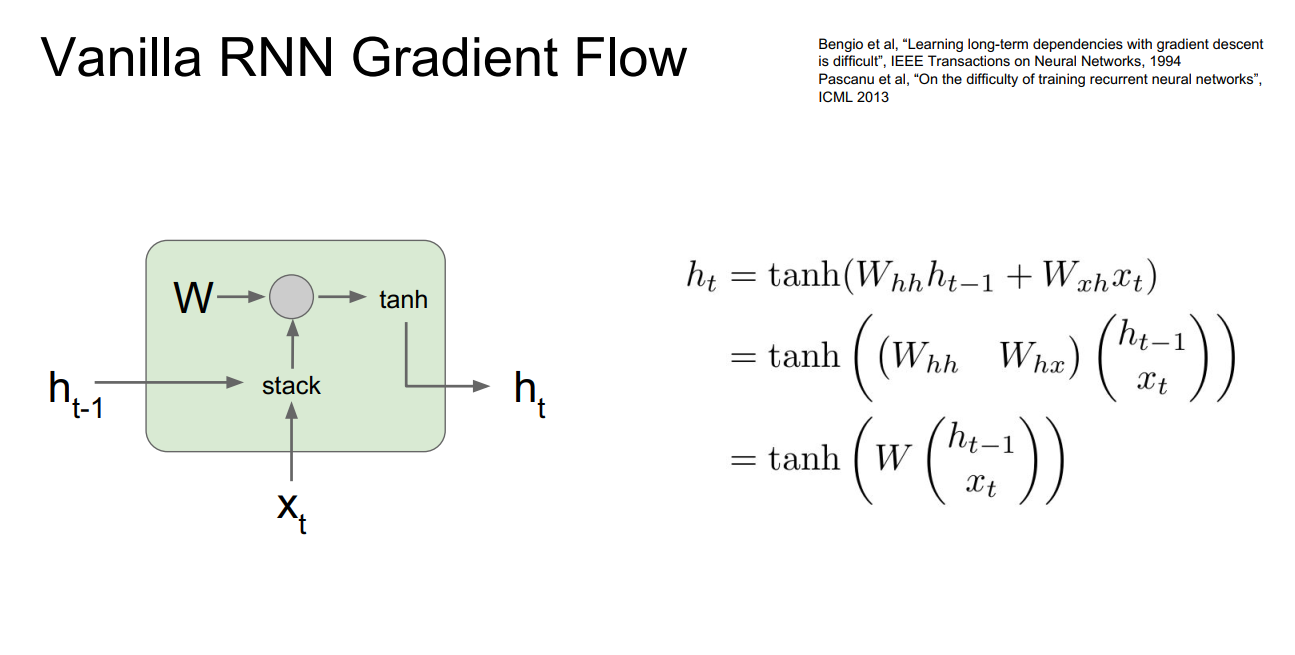 Vanilla RNN Gradient Flow
Bengio et al, “Learning long-term dependencies with gradient descent
is difficult”, IEEE Transactions on Neural Networks, 1994
Pascanu et al, “On the difficulty of training recurrent neural networks”,
ICML 2013
W
tanh
h_{t-1}
stack
h_t
x_t
h_t = tanh(W_{hh}h_{t-1} + W_{xh}x_t)
= tanh((W_{hh} W_{hx})(h_{t-1} x_t))
= tanh(W(h_{t-1} x_t))